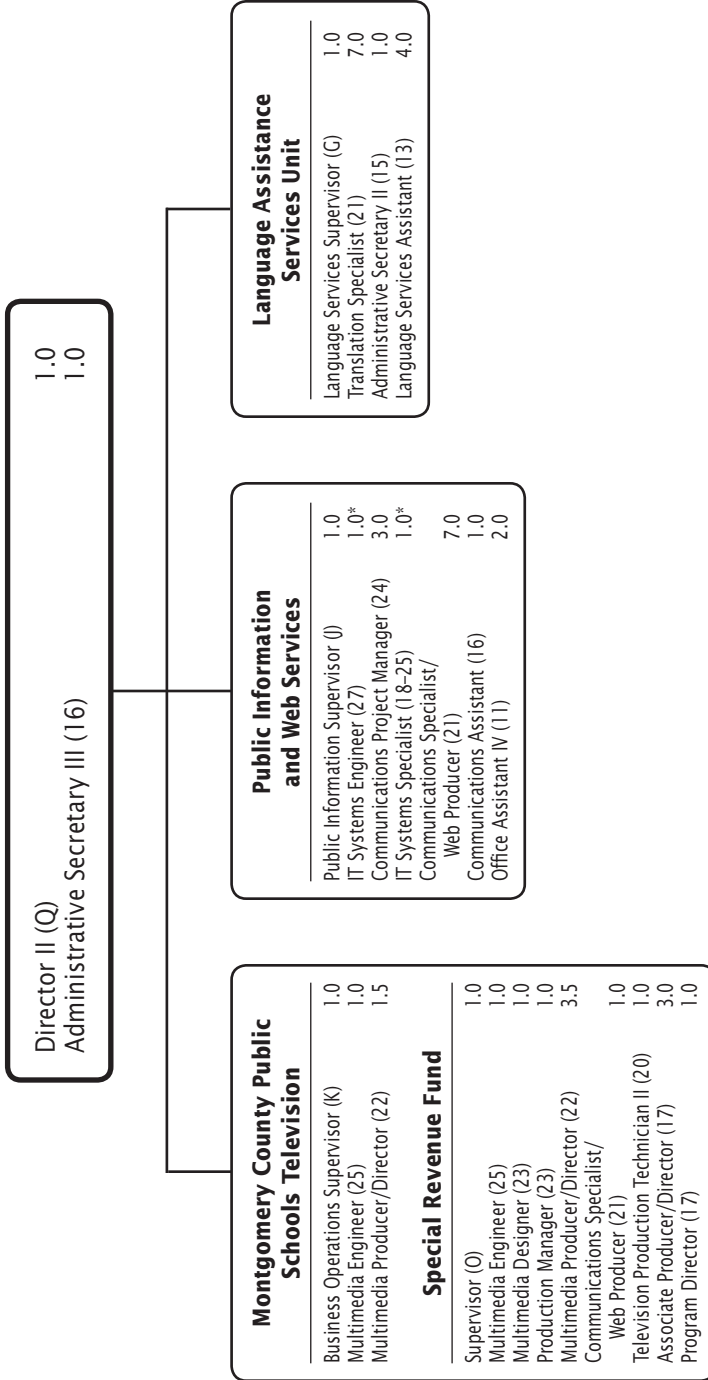 Director II (Q) 1.0
Administrative Secretary III (16) 1.0
Montgomery County Public
Schools Television
Business Operations Supervisor (K) 1.0
Multimedia Engineer (25) 1.0
Multimedia Producer/Director (22) 1.5
Special Revenue Fund
Supervisor (O) 1.0
Multimedia Engineer (25) 1.0
Multimedia Designer (23) 1.0
Production Manager (23) 1.0
Multimedia Producer/Director (22) 3.5
Communications Specialist/
Web Producer (21) 1.0
Television Production Technician II (20) 1.0
Associate Producer/Director (17) 3.0
Program Director (17) 1.0
Public Information
and Web Services
Public Information Supervisor (J) 1.0
IT Systems Engineer (27) 1.0*
Communications Project Manager (24) 3.0
IT Systems Specialist (18–25) 1.0*
Communications Specialist/
Web Producer (21) 7.0
Communications Assistant (16) 1.0
Office Assistant IV (11) 2.0
Language Assistance
Services Unit
Language Services Supervisor (G) 1.0
Translation Specialist (21) 7.0
Administrative Secretary II (15) 1.0
Language Services Assistant (13) 4.0